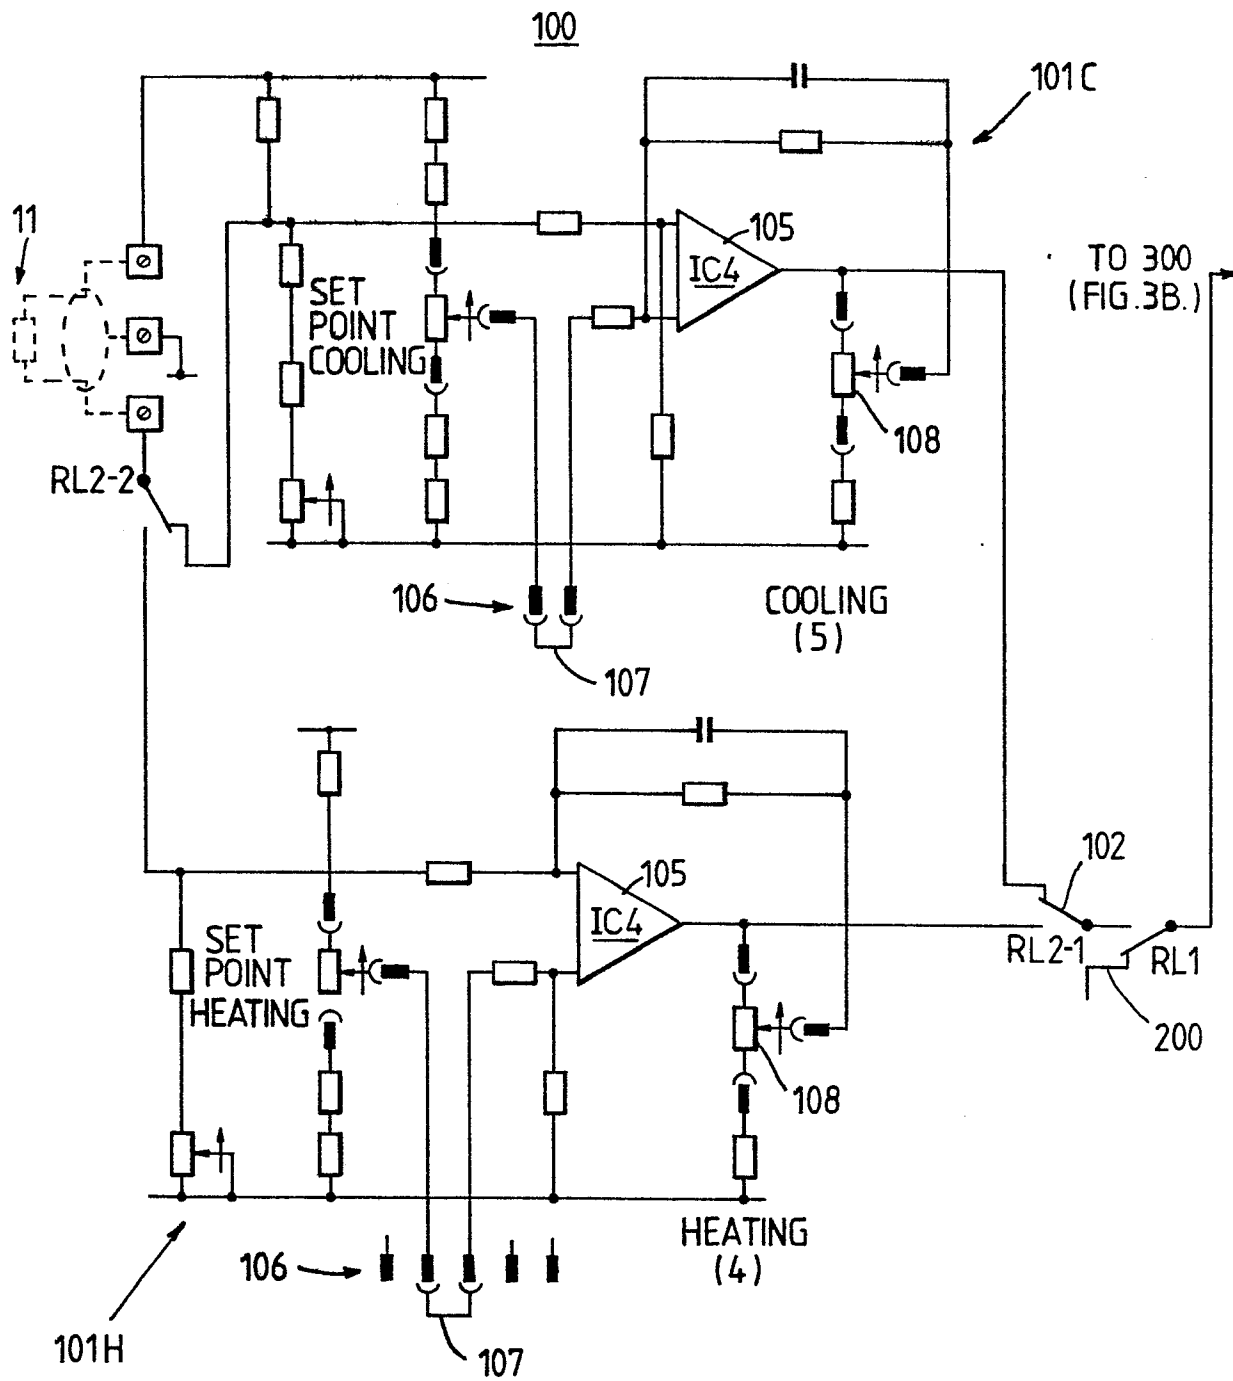 100
101C
11
105
IC4
TO 300
(FIG.3B.)
SET
POINT
COOLING
108
RL2-2
106
COOLING
(5)
107
102
105
IC4
SET
POINT
HEATING
RL2-1
RL1
200
108
HEATING
(4)
106
101H
107